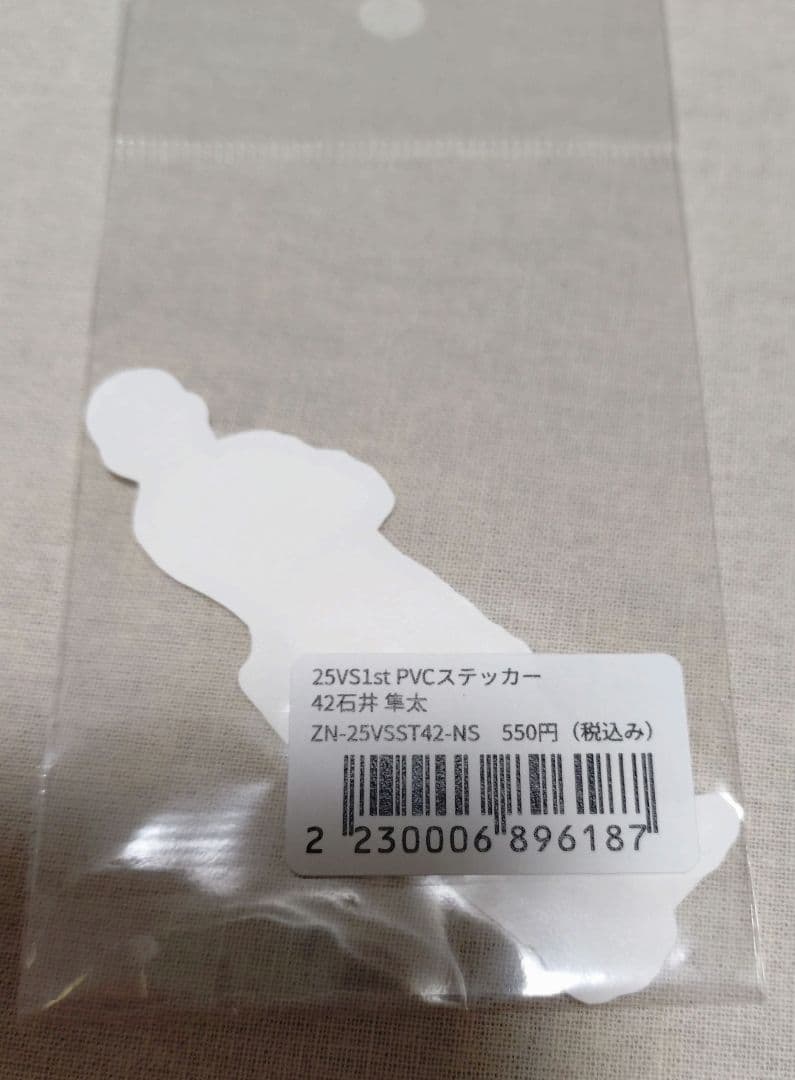 25VS1st PVCステッカー
42石井 隼太
ZN-25VSST42-NS 550円（税込み）
2 230006 896187